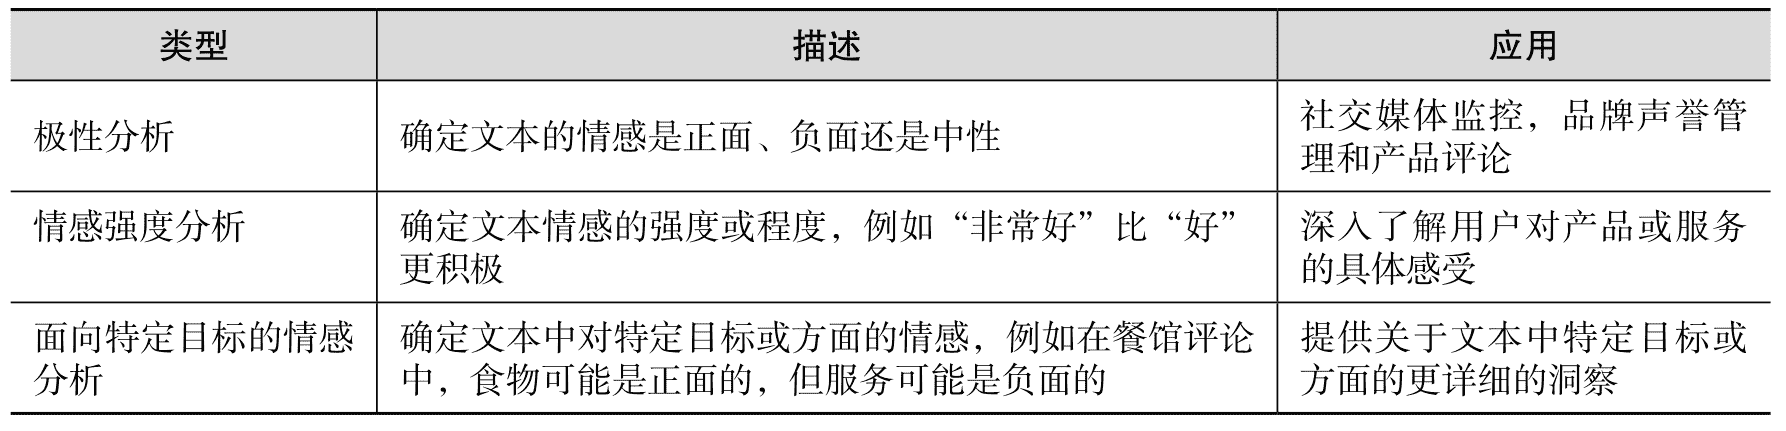 类型
描述
应用
极性分析
确定文本的情感是正面、负面还是中性
社交媒体监控，品牌声誉管
理和产品评论
情感强度分析
确定文本情感的强度或程度，例如“非常好”比“好”
更积极
深入了解用户对产品或服务
的具体感受
面向特定目标的情感
分析
确定文本中对特定目标或方面的情感，例如在餐馆评论
中，食物可能是正面的，但服务可能是负面的
提供关于文本中特定目标或
方面的更详细的洞察